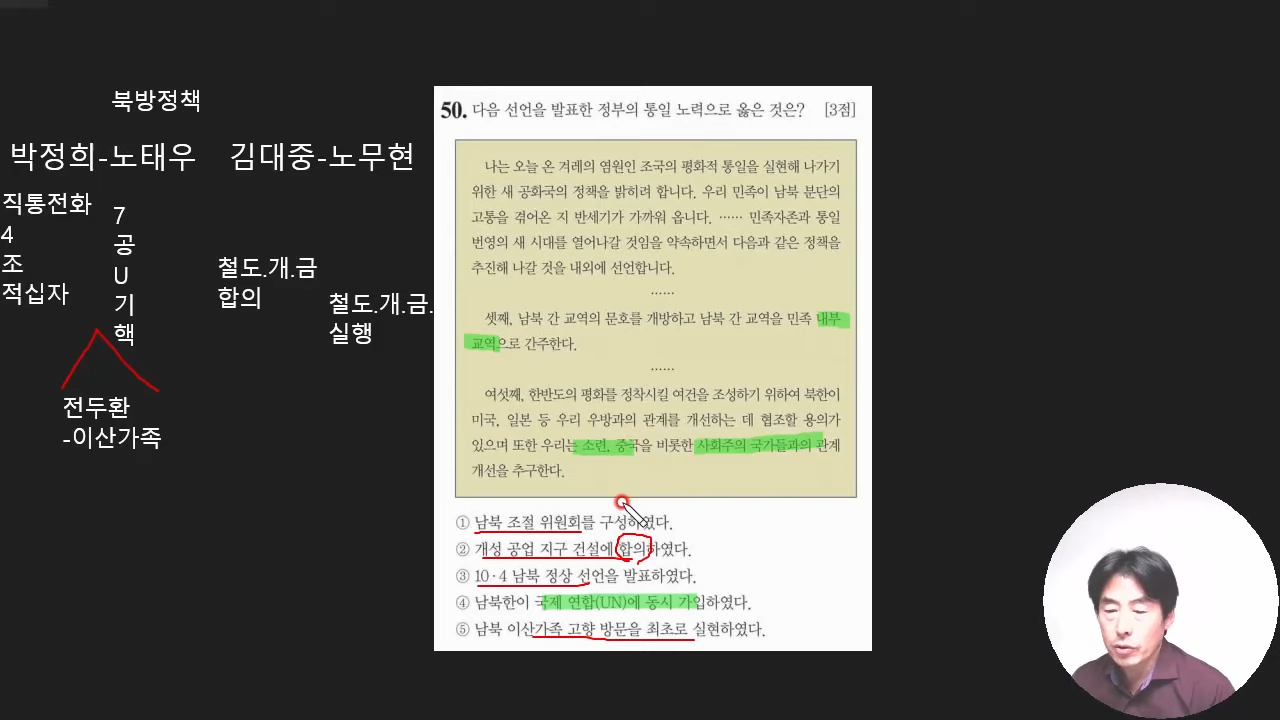 북방정책
박정희-노태우 김대중-노무현
직통전화
4
조
적십자
7
공
U
기
핵
전두환
-이산가족
철도.개.금
합의
철도.개.금.
실행
50. 다음 선언을 발표한 정부의 통일 노력으로 옳은 것은? [3점]
나는 오늘 온 겨레의 염원인 조국의 평화적 통일을 실현해 나가기
위한 새 공화국의 정책을 밝히려 합니다. 우리 민족이 남북 분단의
고통을 겪어온 지 반세기가 가까워 옵니다. …… 민족자존과 통일
번영의 새 시대를 열어나갈 것임을 약속하면서 다음과 같은 정책을
추진해 나갈 것을 내외에 선언합니다.
……
셋째, 남북 간 교역의 문호를 개방하고 남북 간 교역을 민족 내부
교역으로 간주한다.
……
여섯째, 한반도의 평화를 정착시킬 여건을 조성하기 위하여 북한이
미국, 일본 등 우리 우방과의 관계를 개선하는 데 협조할 용의가
있으며 또한 우리는 소련, 중국을 비롯한 사회주의 국가들과의 관계
개선을 추구한다.
① 남북 조절 위원회를 구성하였다.
② 개성 공업 지구 건설에 합의하였다.
③ 10·4 남북 정상 선언을 발표하였다.
④ 남북한이 국제 연합(UN)에 동시 가입하였다.
⑤ 남북 이산가족 고향 방문을 최초로 실현하였다.